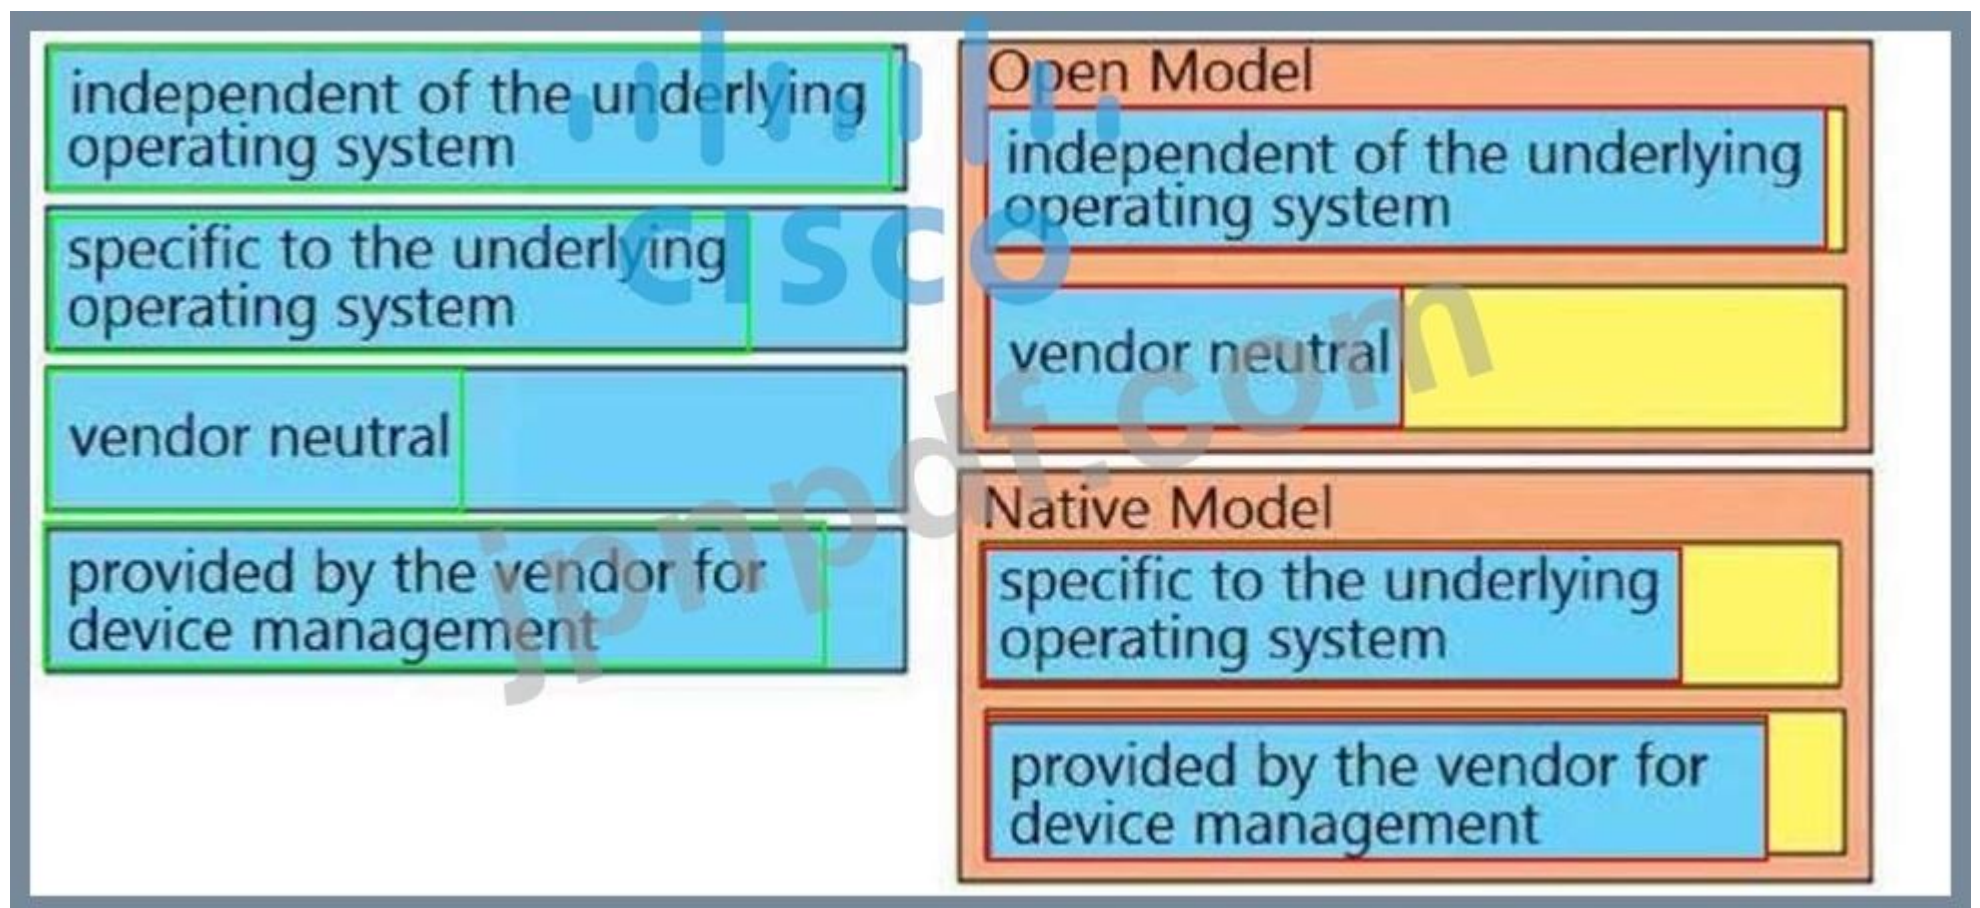 independent of the underlying
operating system
specific to the underlying
operating system
vendor neutral
provided by the vendor for
device management
Open Model
independent of the underlying
operating system
vendor neutral
Native Model
specific to the underlying
operating system
provided by the vendor for
device management
CISCO
jpnpdf.com